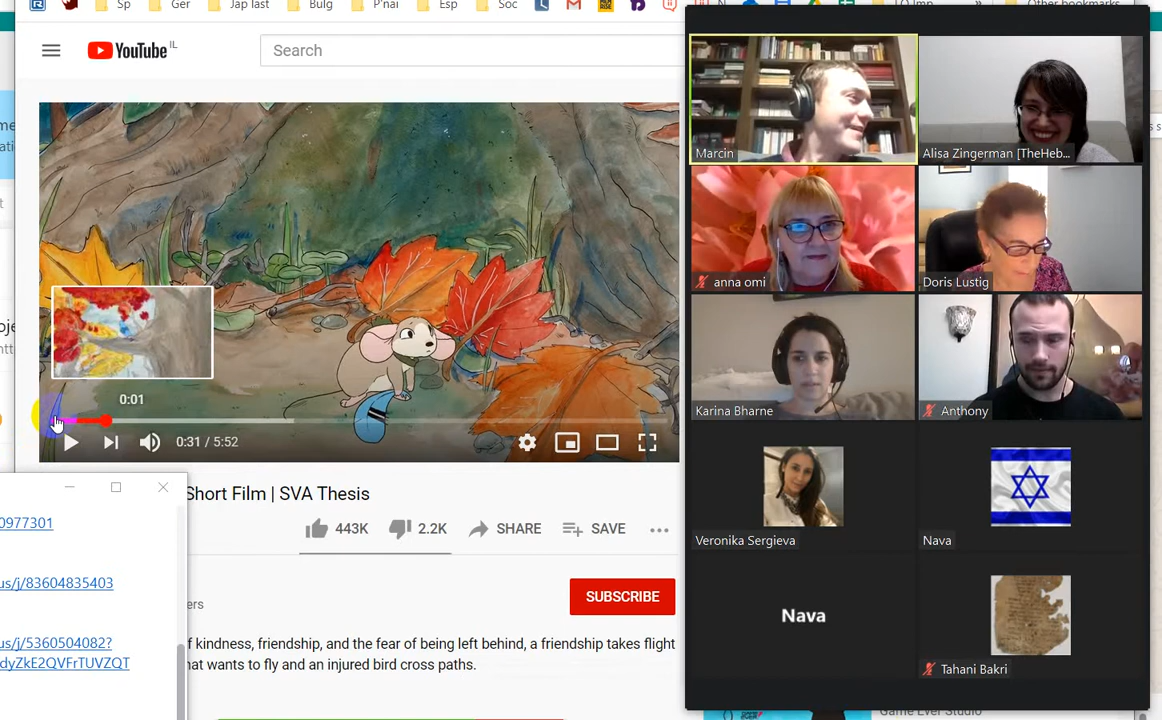 Sp
Ger
Jap last
Bulg
P'nai
Esp
Soc
Other bookmarks
YouTube IL
Search
0:01
0:31 / 5:52
Short Film | SVA Thesis
443K
2.2K
SHARE
SAVE
SUBSCRIBE
ers
f kindness, friendship, and the fear of being left behind, a friendship takes flight
hat wants to fly and an injured bird cross paths.
0977301
us/j/83604835403
us/j/5360504082?
dyZkE2QVFrTUVZQT
Marcin
Alisa Zingerman [TheHeb...
anna omi
Doris Lustig
Karina Bharne
Anthony
Veronika Sergieva
Nava
Nava
Tahani Bakri
Game Ever Studio